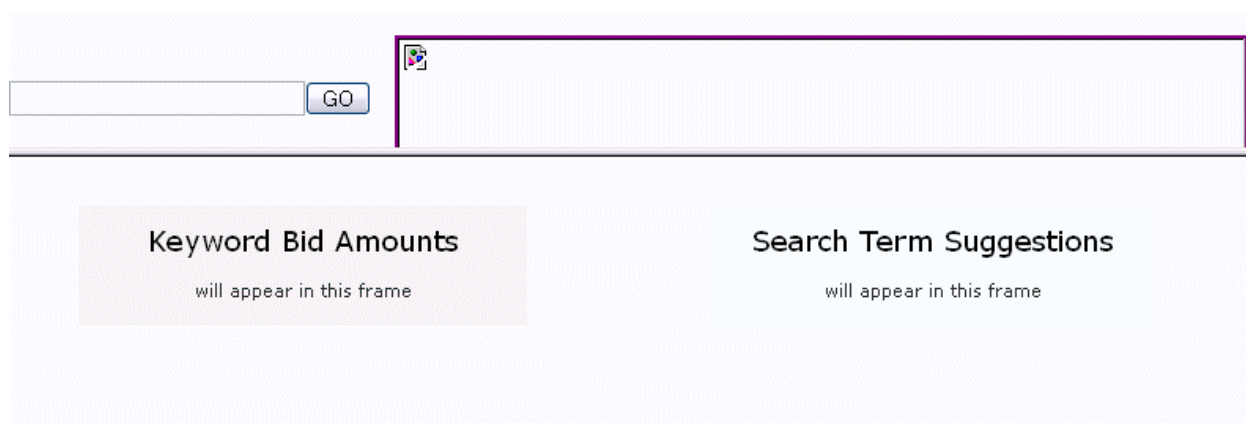 GO
Keyword Bid Amounts
will appear in this frame
Search Term Suggestions
will appear in this frame